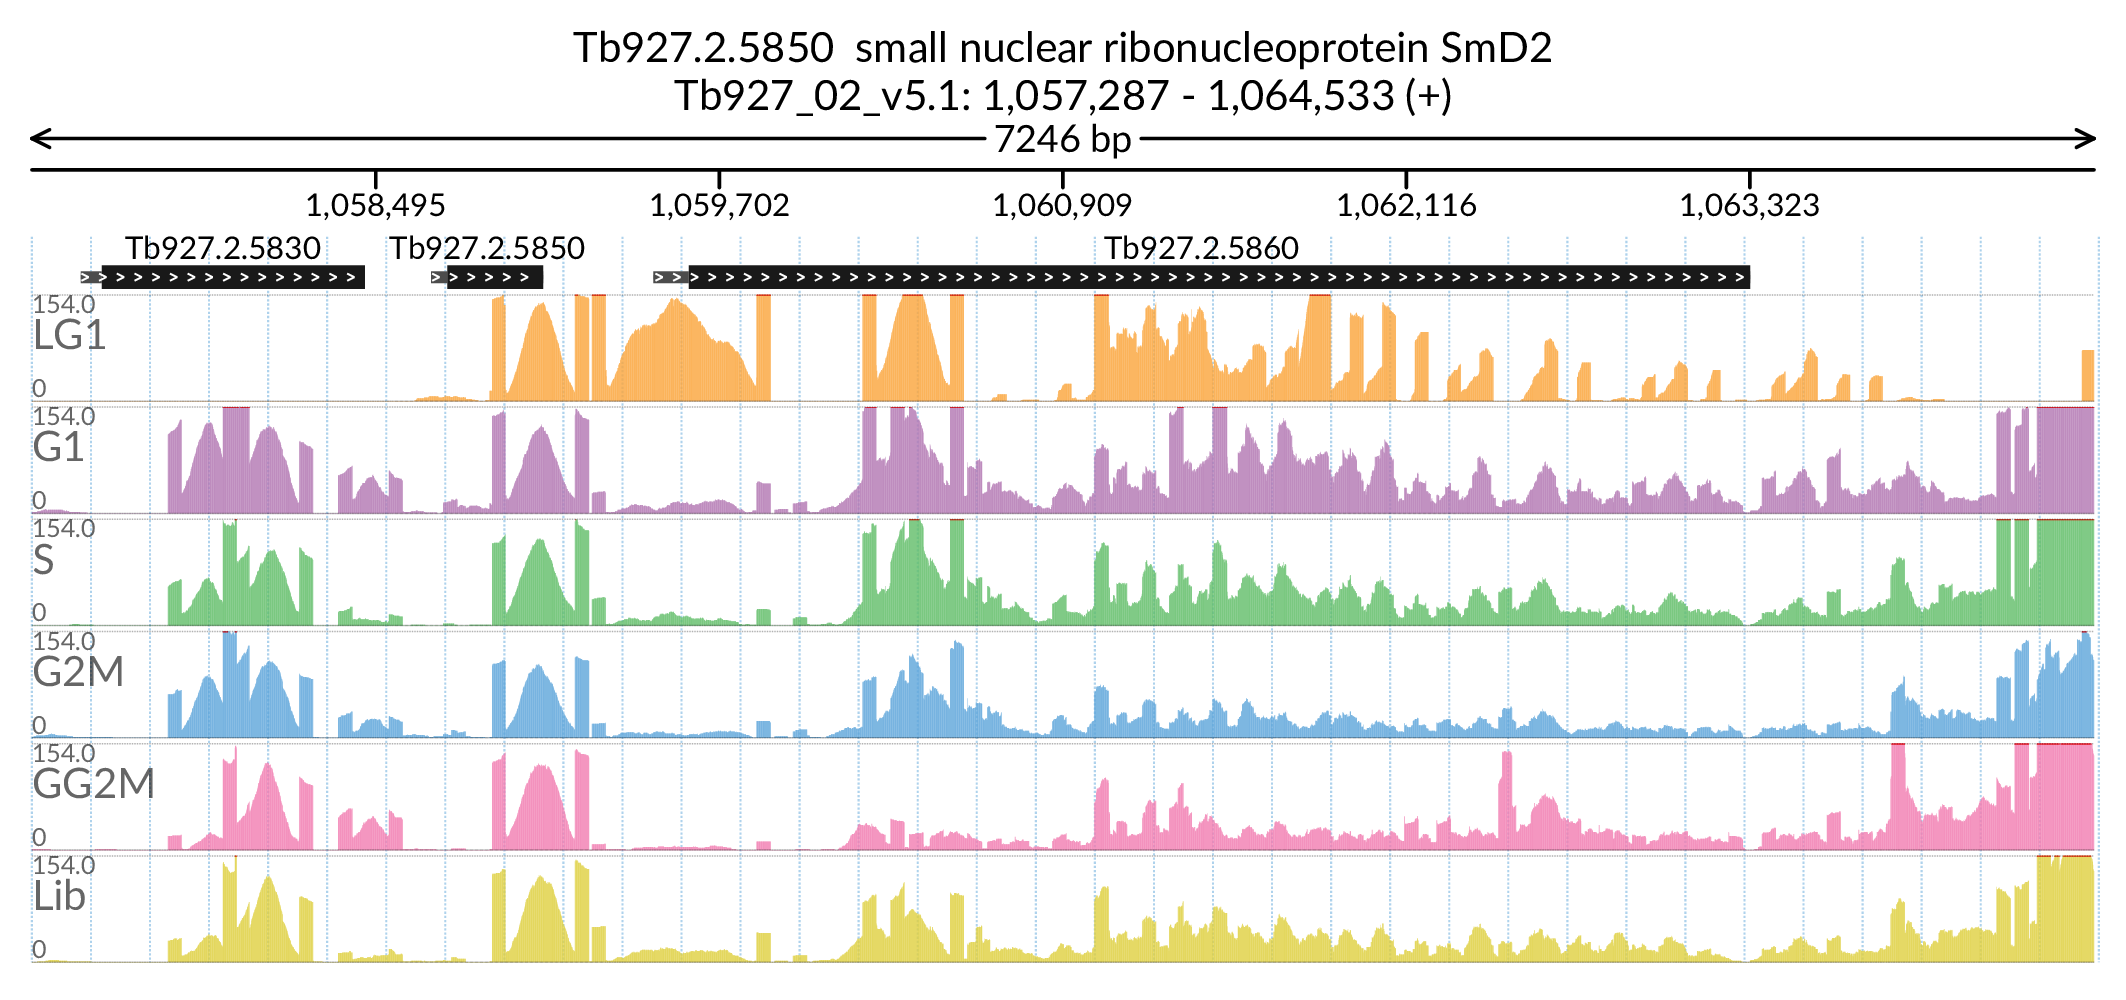 Tb927.2.5850 small nuclear ribonucleoprotein SmD2
Tb927_02_v5.1: 1,057,287 - 1,064,533 (+)
7246 bp
1,058,495 1,059,702 1,060,909 1,062,116 1,063,323
Tb927.2.5830 Tb927.2.5850 Tb927.2.5860
154.0
LG1
0
154.0
G1
0
154.0
S
0
154.0
G2M
0
154.0
GG2M
0
154.0
Lib
0